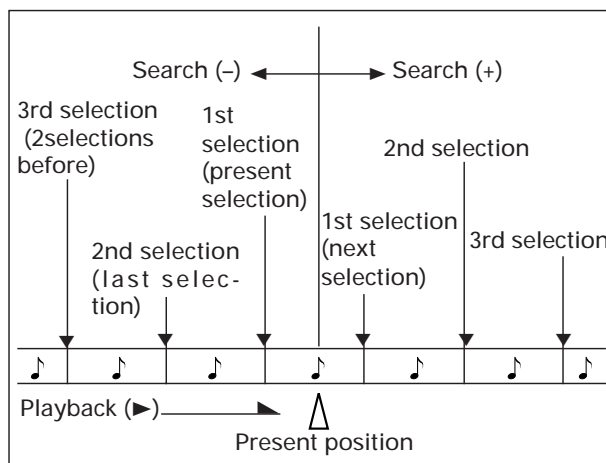 Search (–)
Search (+)
3rd selection
(2selections
before)
1st
selection
(present
selection)
2nd selection
2nd selection
(last selec-
tion)
1st selection
(next
selection)
3rd selection
Playback (►)
Present position